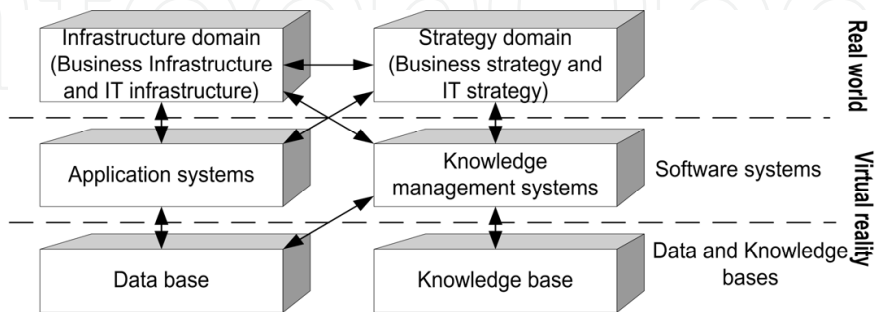 Infrastructure domain
(Business Infrastructure
and IT infrastructure)
Strategy domain
(Business strategy and
IT strategy)
Real world
Application systems
Knowledge
management systems
Software systems
Virtual reality
Data base
Knowledge base
Data and Knowledge
bases